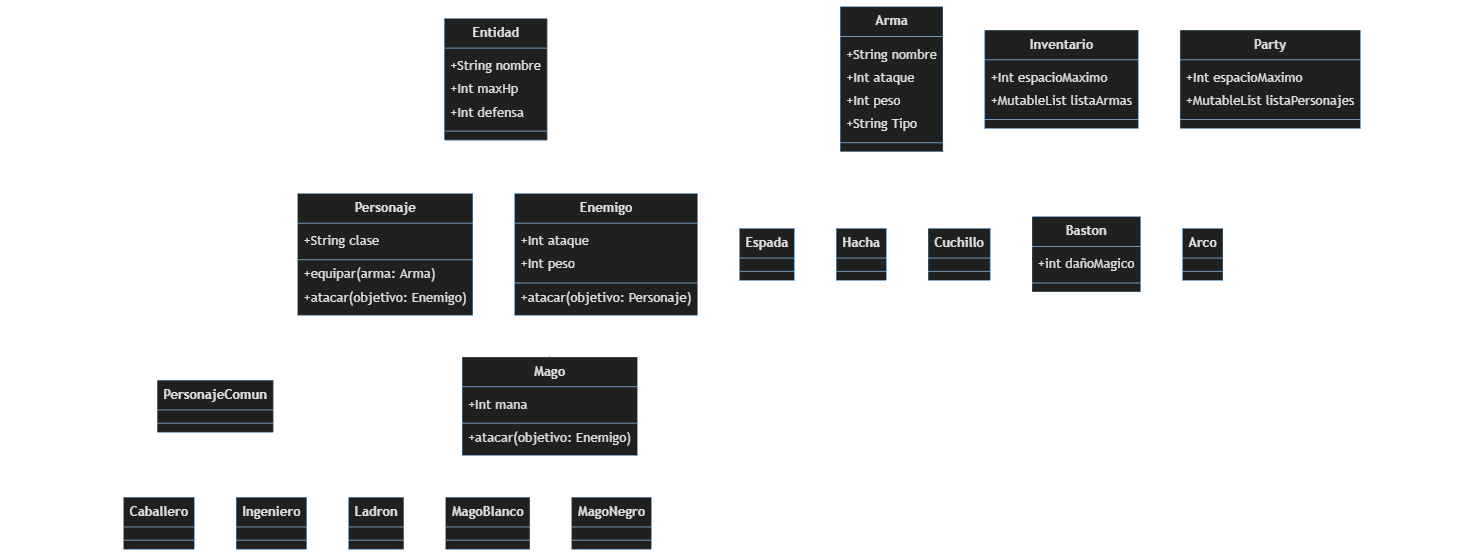 Entidad
+String nombre
+Int maxHp
+Int defensa
Arma
+String nombre
+Int ataque
+Int peso
+String Tipo
Inventario
+Int espacioMaximo
+MutableList listaArmas
Party
+Int espacioMaximo
+MutableList listaPersonajes
Personaje
+String clase
+equipar(arma: Arma)
+atacar(objetivo: Enemigo)
Enemigo
+Int ataque
+Int peso
+atacar(objetivo: Personaje)
Espada
Hacha
Cuchillo
Baston
+int dañoMagico
Arco
PersonajeComun
Mago
+Int mana
+atacar(objetivo: Enemigo)
Caballero
Ingeniero
Ladron
MagoBlanco
MagoNegro